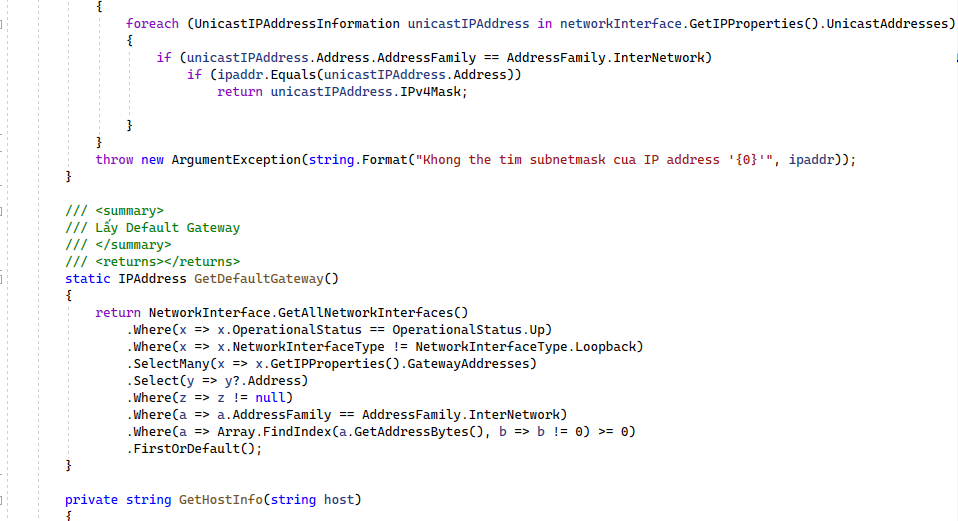 {
foreach (UnicastIPAddressInformation unicastIPAddress in networkInterface.GetIPProperties().UnicastAddresses)
{
if (unicastIPAddress.Address.AddressFamily == AddressFamily.InterNetwork)
if (ipaddr.Equals(unicastIPAddress.Address))
return unicastIPAddress.IPv4Mask;
}
}
throw new ArgumentException(string.Format("Khong the tim subnetmask cua IP address '{0}'", ipaddr));
}
/// <summary>
/// Lấy Default Gateway
/// </summary>
/// <returns></returns>
static IPAddress GetDefaultGateway()
{
return NetworkInterface.GetAllNetworkInterfaces()
.Where(x => x.OperationalStatus == OperationalStatus.Up)
.Where(x => x.NetworkInterfaceType != NetworkInterfaceType.Loopback)
.SelectMany(x => x.GetIPProperties().GatewayAddresses)
.Select(y => y?.Address)
.Where(z => z != null)
.Where(a => a.AddressFamily == AddressFamily.InterNetwork)
.Where(a => Array.FindIndex(a.GetAddressBytes(), b => b != 0) >= 0)
.FirstOrDefault();
}
private string GetHostInfo(string host)
{